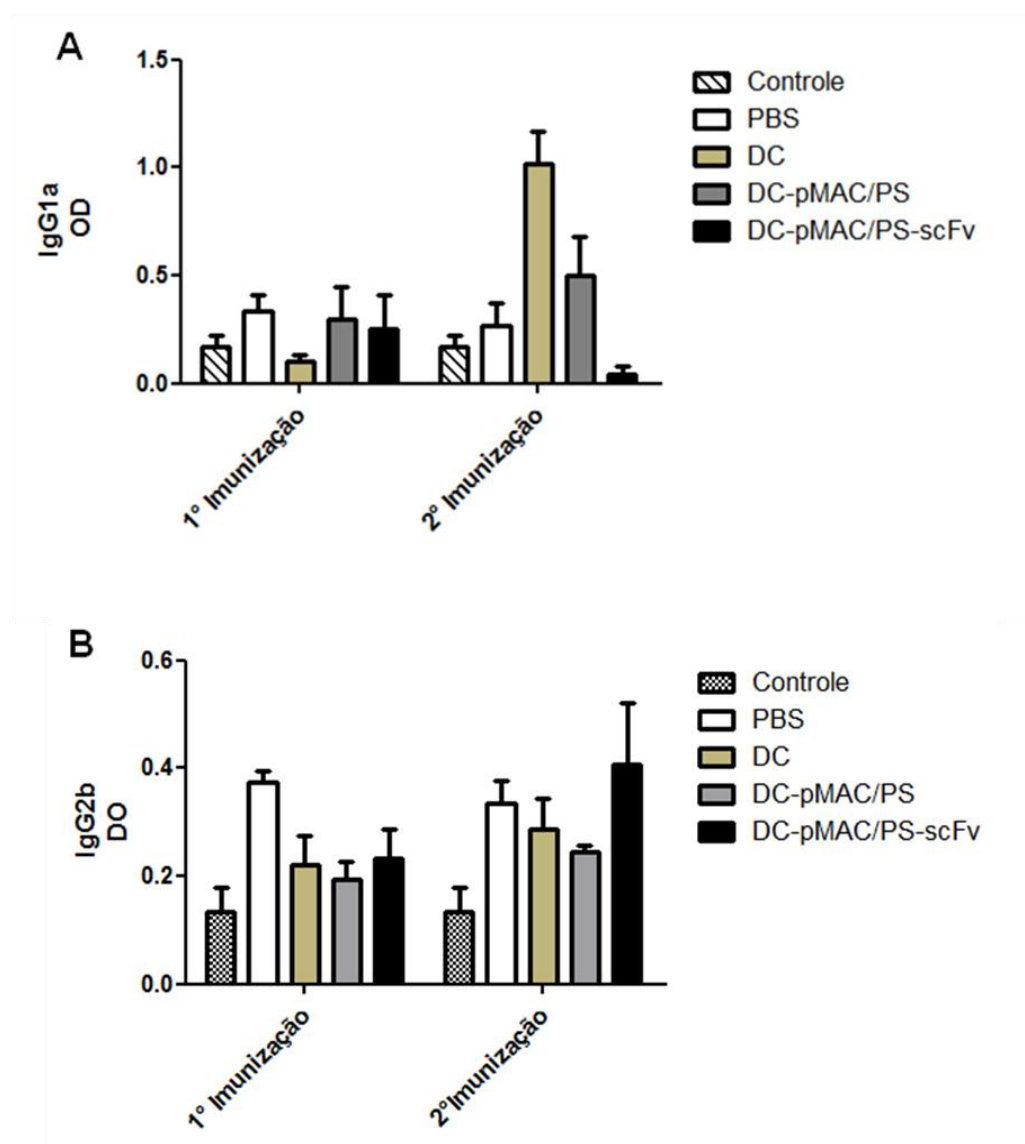 A
IgG1a
OD
1.5
1.0
0.5
0.0
1° Imunização
2° Imunização
Controle
PBS
DC
DC-pMAC/PS
DC-pMAC/PS-scFv
B
IgG2b
DO
0.6
0.4
0.2
0.0
1° Imunização
2°Imunização
Controle
PBS
DC
DC-pMAC/PS
DC-pMAC/PS-scFv